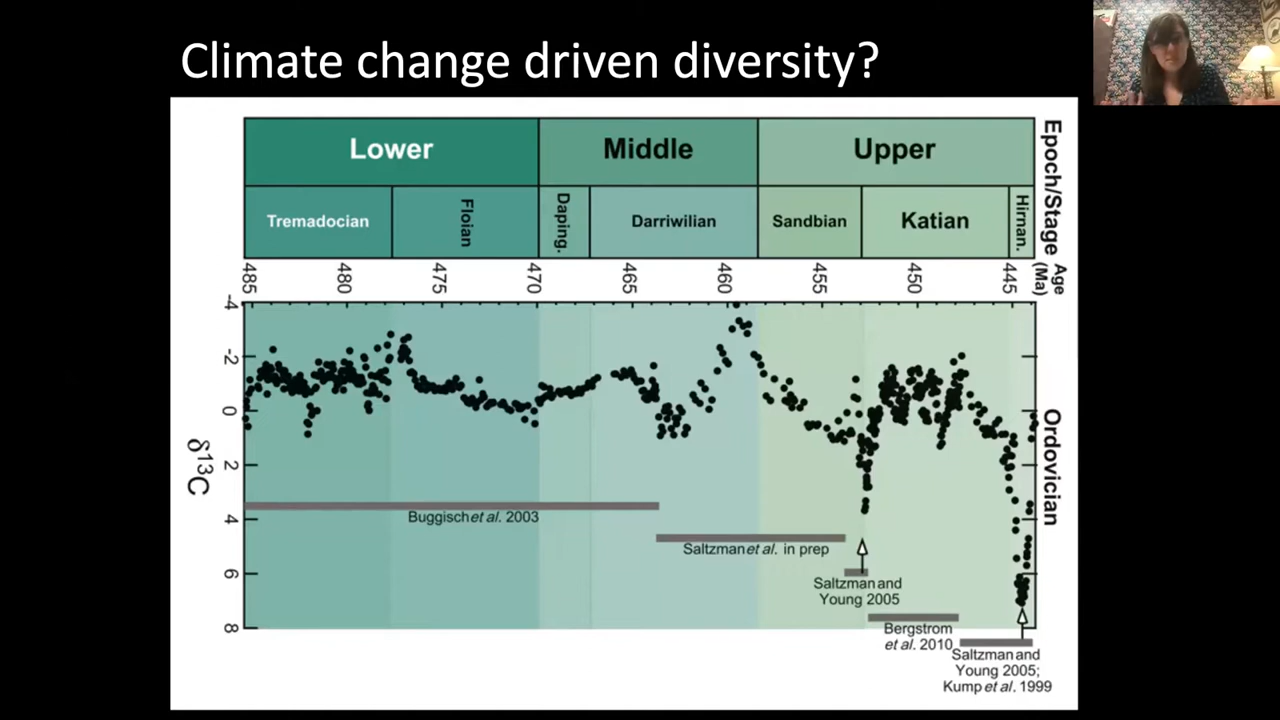 Climate change driven diversity?
Lower Middle Upper
Epoch/Stage
Tremadocian Floian Daping. Darriwilian Sandbian Katian Hirnan.
485 480 475 470 465 460 455 450 445
Age
(Ma)
-4
-2
0
2
4
6
8
δ13C
Ordovician
Buggisch et al. 2003
Saltzman et al. in prep
Saltzman and
Young 2005
Bergstrom
et al. 2010
Saltzman and
Young 2005;
Kump et al. 1999